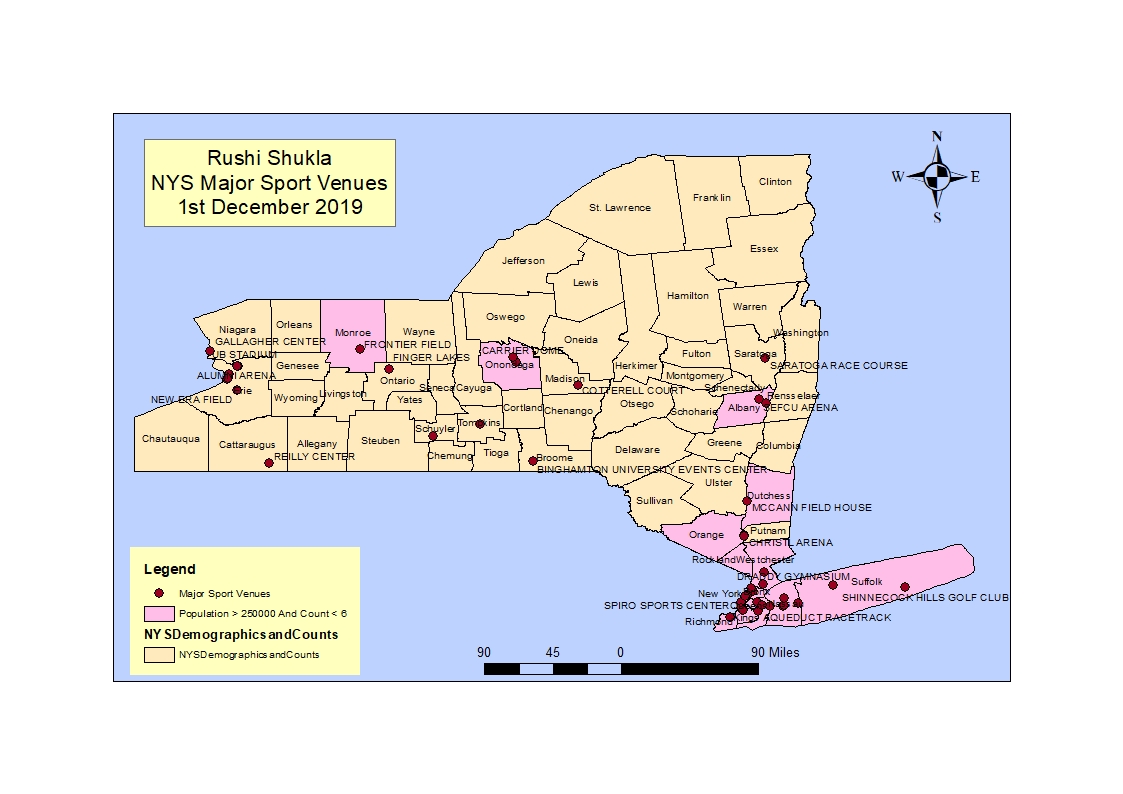 Rushi Shukla
NYS Major Sport Venues
1st December 2019
N
W
E
S
Clinton
Franklin
St. Lawrence
Essex
Jefferson
Lewis
Hamilton
Warren
Oswego
Washington
Orleans
Niagara
Monroe
Wayne
Oneida
GALLAGHER CENTER
FRONTIER FIELD
CARRIER DOME
Fulton
Saratoga
UB STADIUM
FINGER LAKES
Genesee
Onondaga
Herkimer
SARATOGA RACE COURSE
ALUMNI ARENA
Ontario
Madison
Montgomery
Seneca
Cayuga
Schenectady
Erie
Livingston
COTTERELL COURT
Rensselaer
NEW ERA FIELD
Wyoming
Yates
Otsego
Cortland
Chenango
Schoharie
Albany
SEFCU ARENA
Tompkins
Schuyler
Chautauqua
Cattaraugus
Allegany
Steuben
Greene
Columbia
Delaware
Tioga
Chemung
REILLY CENTER
Broome
BINGHAMTON UNIVERSITY EVENTS CENTER
Ulster
Sullivan
Dutchess
MCCANN FIELD HOUSE
Orange
Putnam
CHRISTL ARENA
Rockland
Westchester
DRADDY GYMNASIUM
Suffolk
New York
Bronx
SHINNECOCK HILLS GOLF CLUB
SPIRO SPORTS CENTER
Richmond
Kings
AQUEDUCT RACETRACK
Legend
Major Sport Venues
Population > 250000 And Count < 6
NYSDemographicsandCounts
NYSDemographicsandCounts
90 45 0 90 Miles